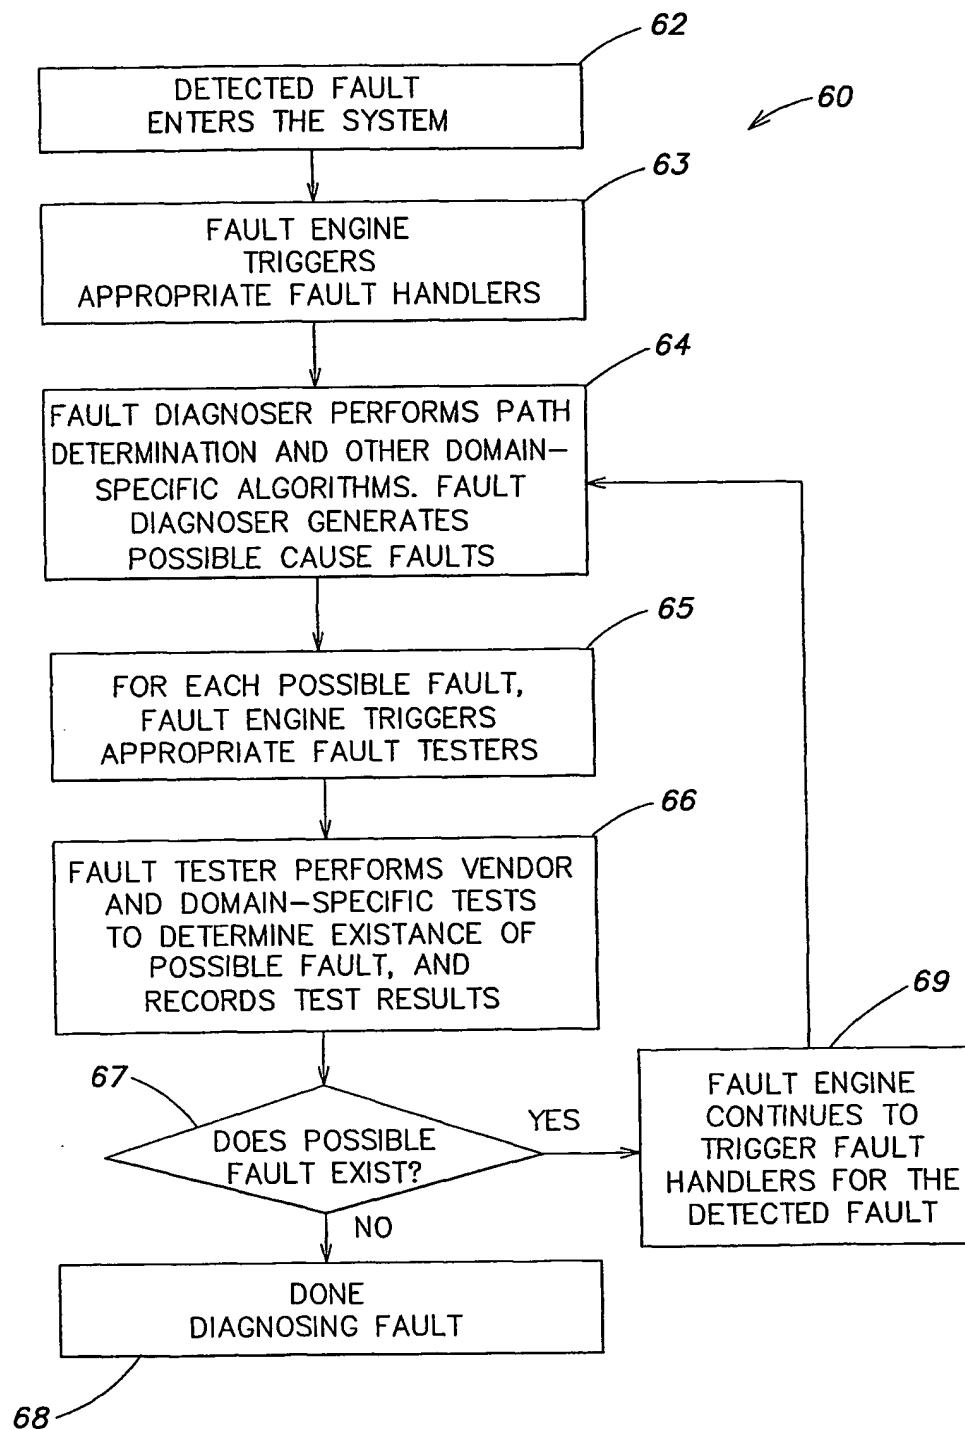 62
DETECTED FAULT
ENTERS THE SYSTEM
60
63
FAULT ENGINE
TRIGGERS
APPROPRIATE FAULT HANDLERS
64
FAULT DIAGNOSER PERFORMS PATH
DETERMINATION AND OTHER DOMAIN-
SPECIFIC ALGORITHMS. FAULT
DIAGNOSER GENERATES
POSSIBLE CAUSE FAULTS
65
FOR EACH POSSIBLE FAULT,
FAULT ENGINE TRIGGERS
APPROPRIATE FAULT TESTERS
66
FAULT TESTER PERFORMS VENDOR
AND DOMAIN-SPECIFIC TESTS
TO DETERMINE EXISTANCE OF
POSSIBLE FAULT, AND
RECORDS TEST RESULTS
67
DOES POSSIBLE
FAULT EXIST?
YES
NO
69
FAULT ENGINE
CONTINUES TO
TRIGGER FAULT
HANDLERS FOR THE
DETECTED FAULT
DONE
DIAGNOSING FAULT
68